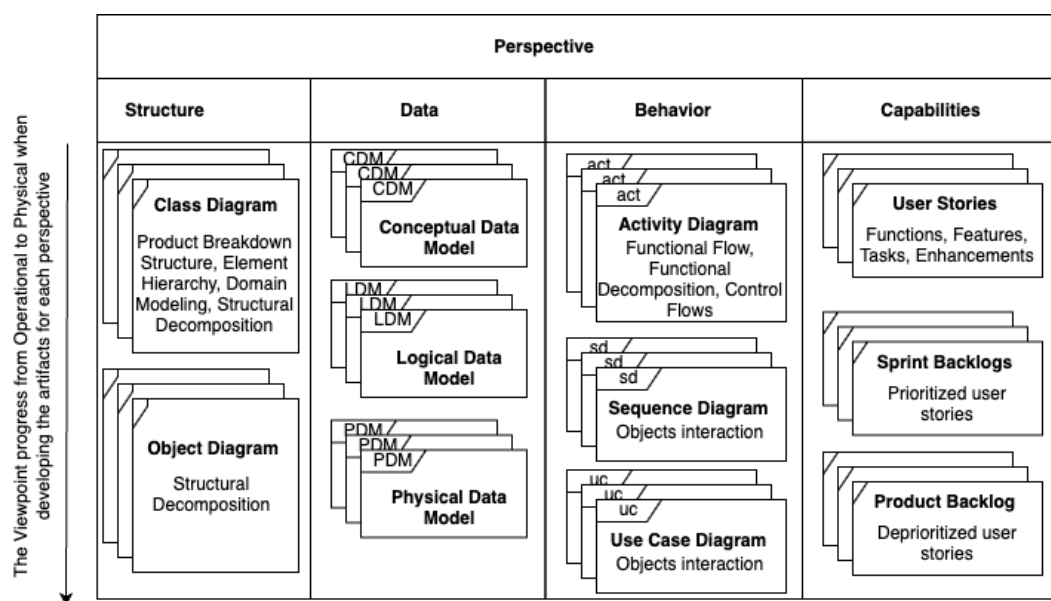 Perspective
Structure
Data
Behavior
Capabilities
The Viewpoint progress from Operational to Physical when
developing the artifacts for each perspective
Class Diagram
Product Breakdown
Structure, Element
Hierarchy, Domain
Modeling, Structural
Decomposition
Object Diagram
Structural
Decomposition
CDM
CDM
CDM
Conceptual Data
Model
LDM
LDM
LDM
Logical Data
Model
PDM
PDM
PDM
Physical Data
Model
act
act
act
Activity Diagram
Functional Flow,
Functional
Decomposition, Control
Flows
sd
sd
sd
Sequence Diagram
Objects interaction
uc
uc
uc
Use Case Diagram
Objects interaction
User Stories
Functions, Features,
Tasks, Enhancements
Sprint Backlogs
Prioritized user
stories
Product Backlog
Deprioritized user
stories